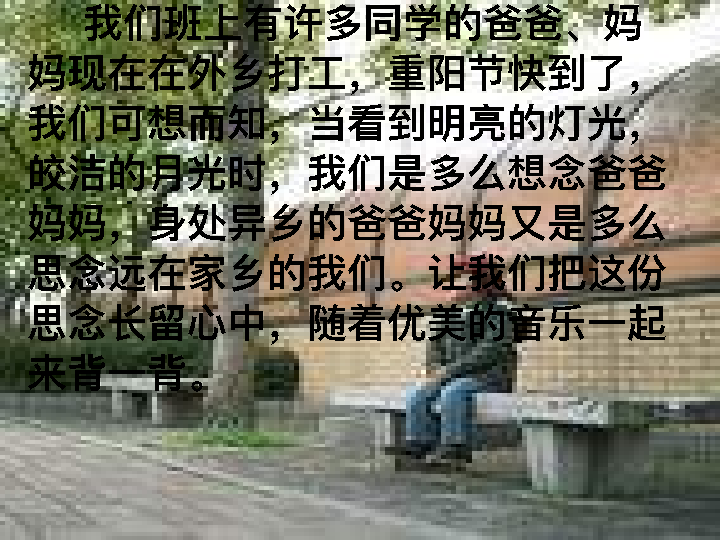 我们班上有许多同学的爸爸、妈
妈现在在外乡打工，重阳节快到了，
我们可想而知，当看到明亮的灯光，
皎洁的月光时，我们是多么想念爸爸
妈妈，身处异乡的爸爸妈妈又是多么
思念远在家乡的我们。让我们把这份
思念长留心中，随着优美的音乐一起
来背一背。